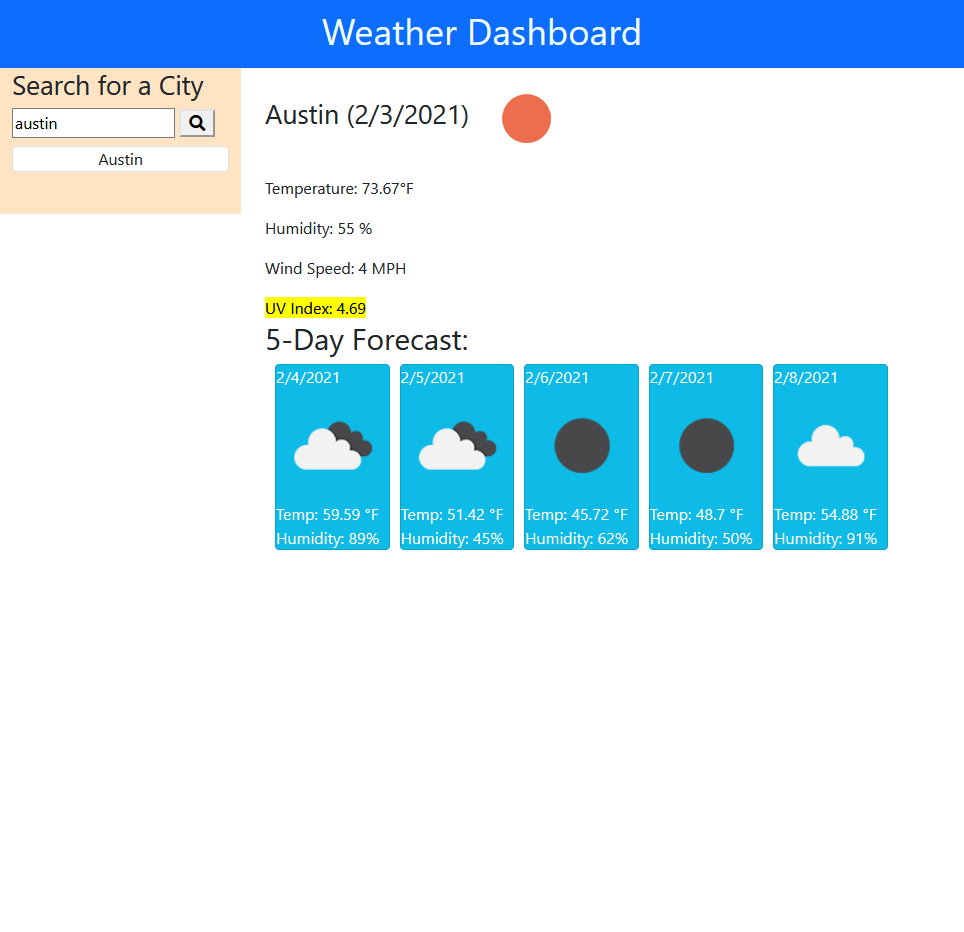 Weather Dashboard
Search for a City
austin
Austin
Austin (2/3/2021)
Temperature: 73.67°F
Humidity: 55 %
Wind Speed: 4 MPH
UV Index: 4.69
5-Day Forecast:
2/4/2021
Temp: 59.59 °F
Humidity: 89%
2/5/2021
Temp: 51.42 °F
Humidity: 45%
2/6/2021
Temp: 45.72 °F
Humidity: 62%
2/7/2021
Temp: 48.7 °F
Humidity: 50%
2/8/2021
Temp: 54.88 °F
Humidity: 91%